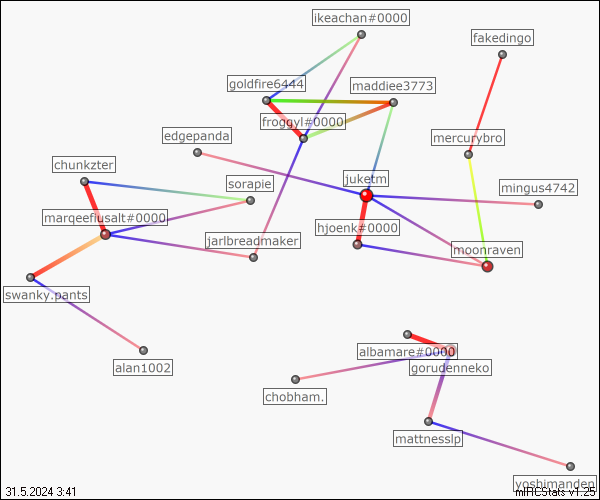 ikeachan#0000
fakedingo
goldfire6444
maddiee3773
froggyl#0000
edgepanda
mercurybro
chunkzter
juketm
sorapie
mingus4742
marqeeflusalt#0000
hjoenk#0000
jarlbreadmaker
moonraven
swanky.pants
albamare#0000
alan1002
gorudenneko
chobham.
mattnesslp
yoshimanden
31.5.2024 3:41
mIRCStats v1.25